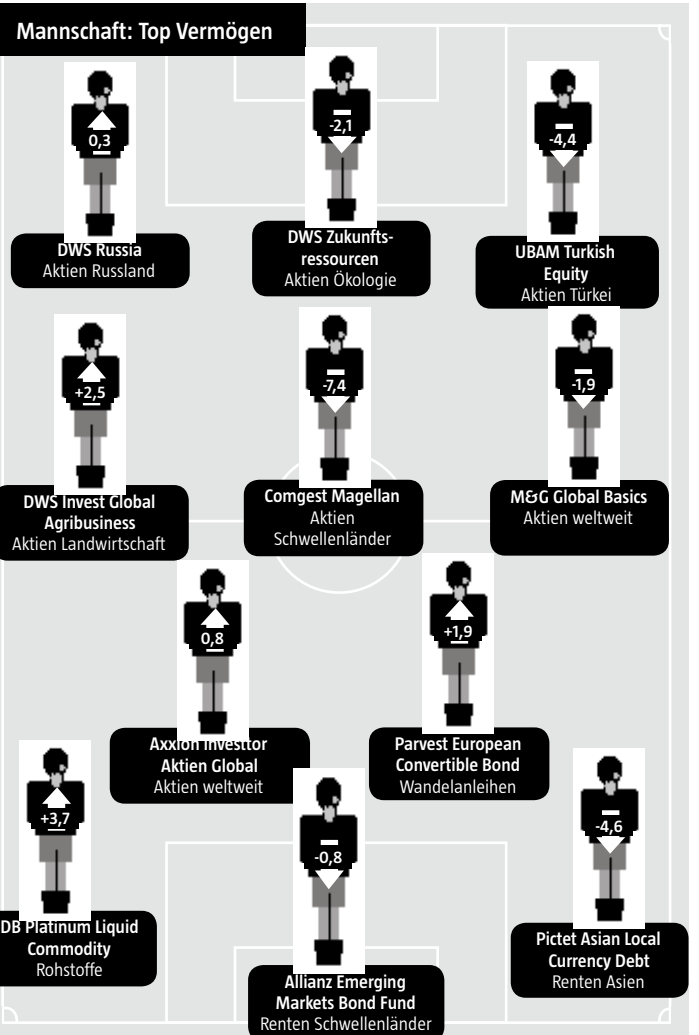 Mannschaft: Top Vermögen
0,3
DWS Russia
Aktien Russland
-2,1
DWS Zukunfts-
ressourcen
Aktien Ökologie
-4,4
UBAM Turkish
Equity
Aktien Türkei
+2,5
DWS Invest Global
Agribusiness
Aktien Landwirtschaft
-7,4
Comgest Magellan
Aktien
Schwellenländer
-1,9
M&G Global Basics
Aktien weltweit
0,8
Axxion Investtor
Aktien Global
Aktien weltweit
+1,9
Parvest European
Convertible Bond
Wandelanleihen
+3,7
DB Platinum Liquid
Commodity
Rohstoffe
-0,8
Allianz Emerging
Markets Bond Fund
Renten Schwellenländer
-4,6
Pictet Asian Local
Currency Debt
Renten Asien